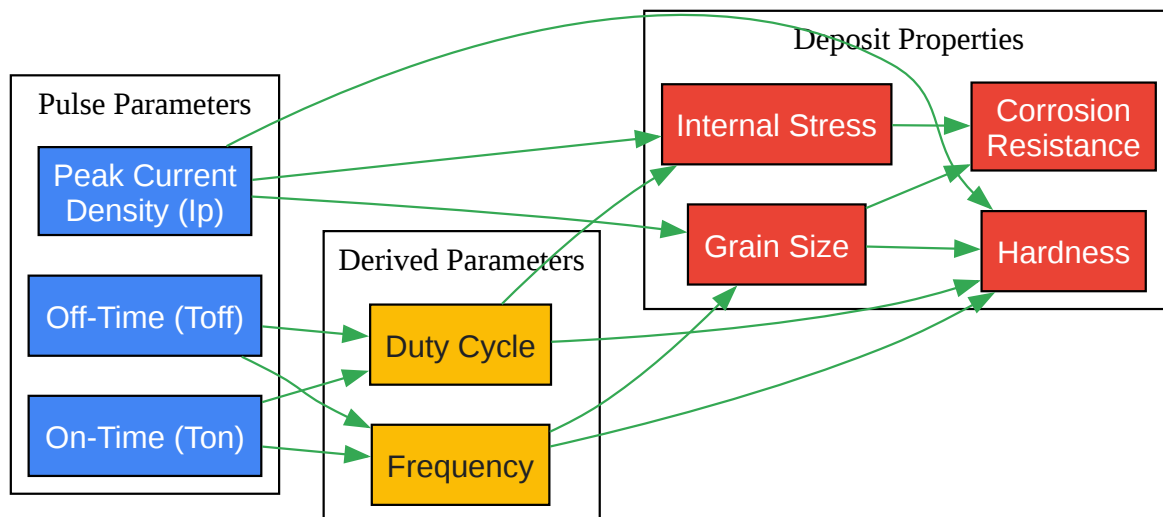 Pulse Parameters
Peak Current
Density (Ip)
Off-Time (Toff)
On-Time (Ton)
Derived Parameters
Duty Cycle
Frequency
Deposit Properties
Internal Stress
Grain Size
Corrosion
Resistance
Hardness